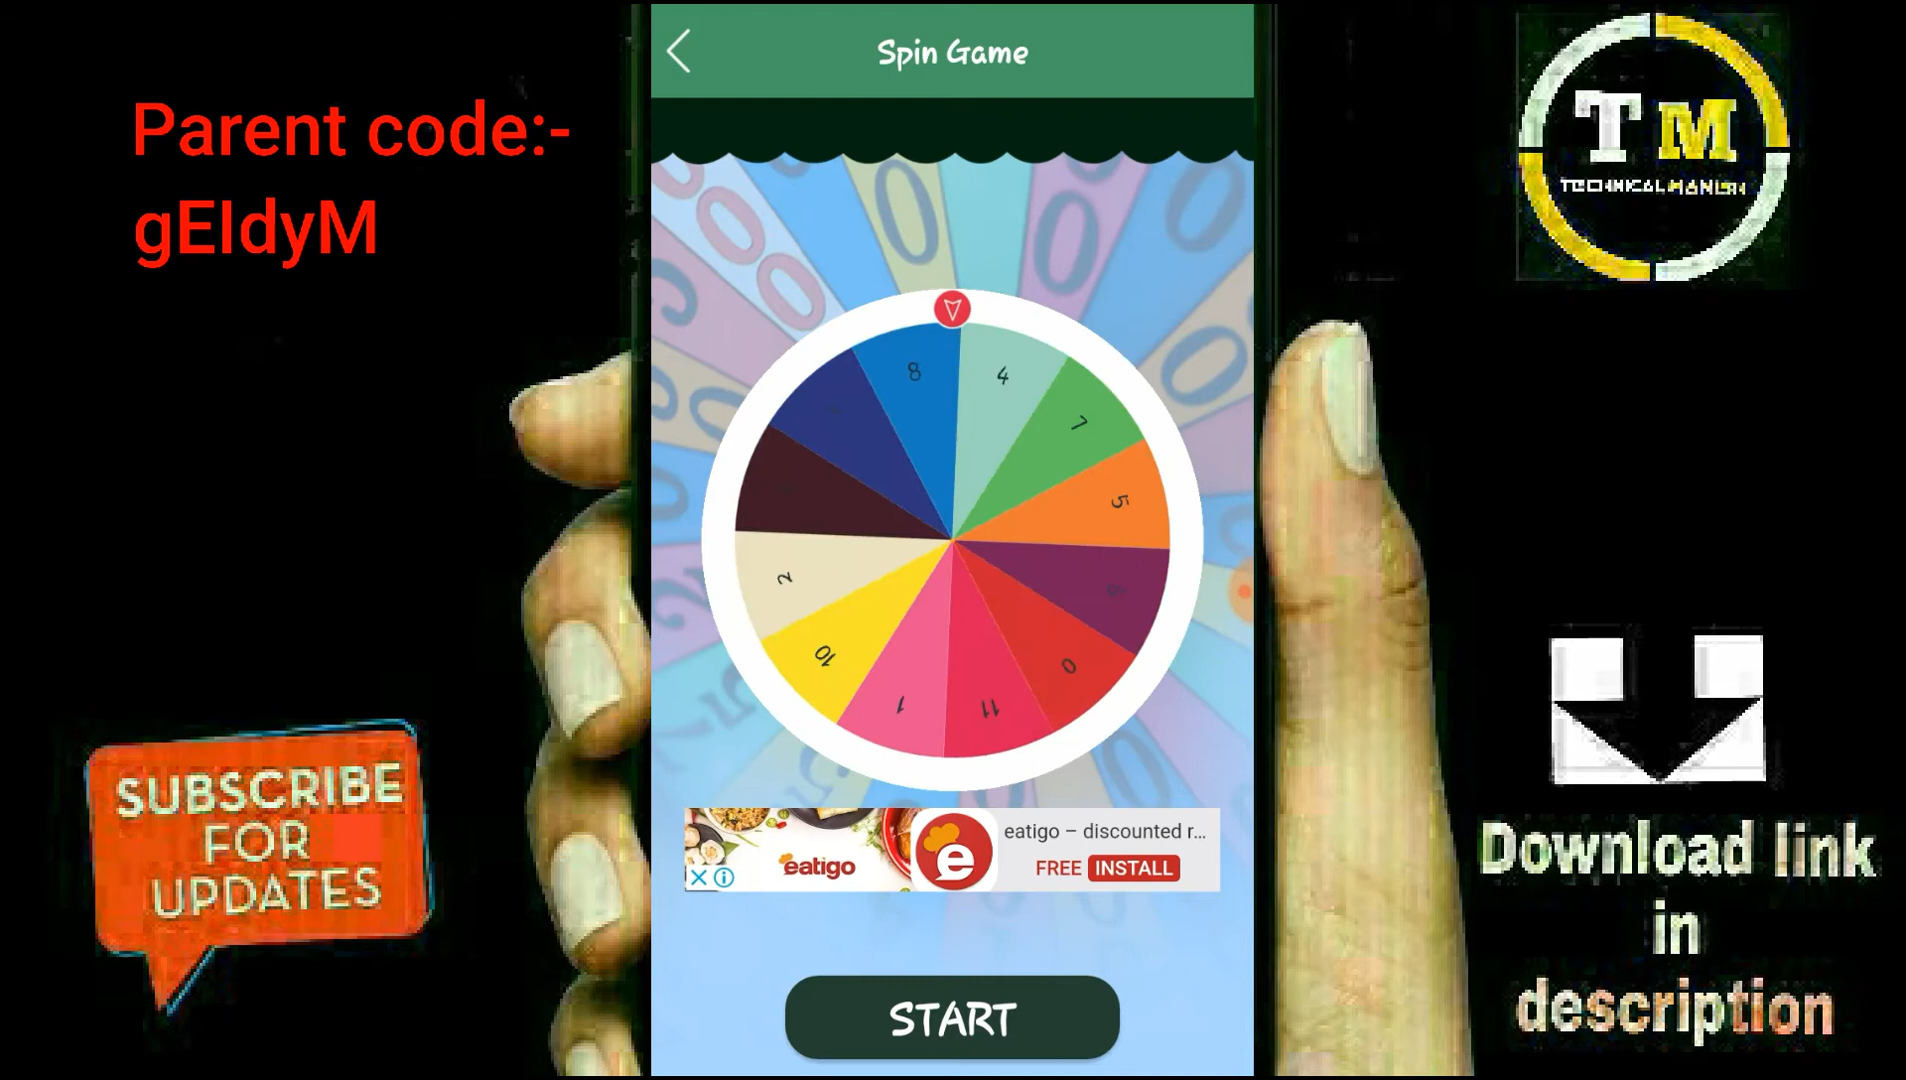 Parent code:-
gEIdyM
Spin Game
T M
8
4
7
5
0
11
1
10
2
eatigo
e
eatigo – discounted r...
FREE INSTALL
START
SUBSCRIBE
FOR
UPDATES
Download link
in
description